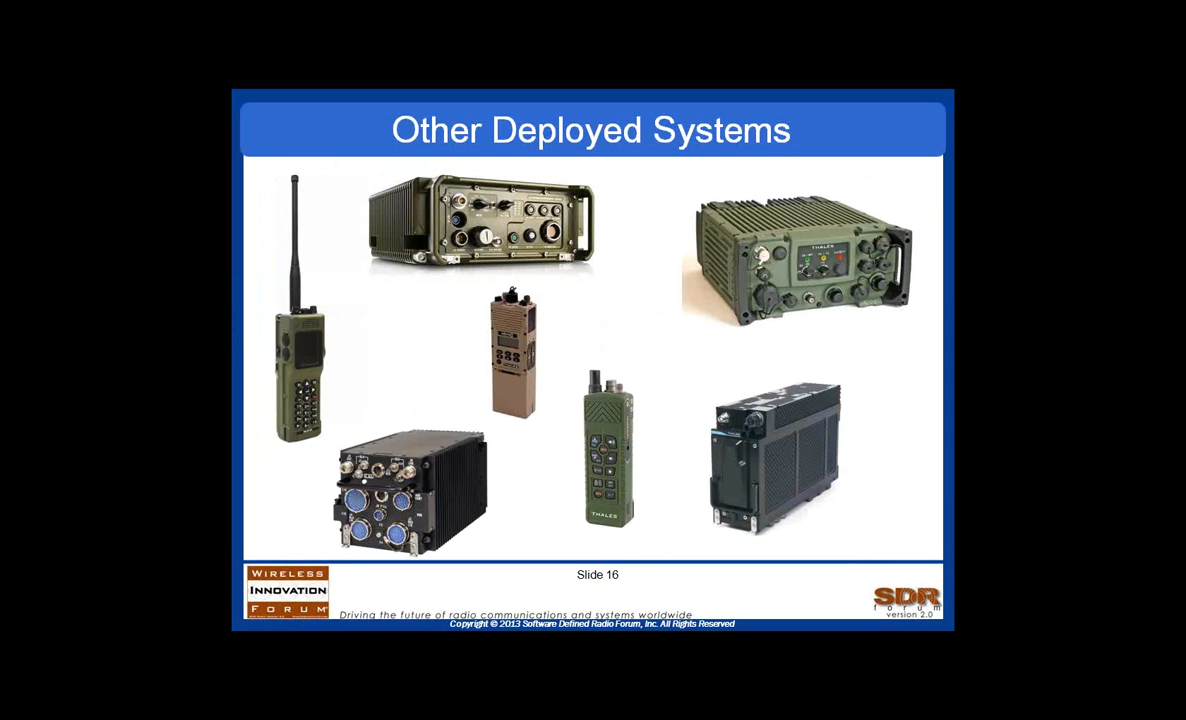 Other Deployed Systems
THALES
THALES
Slide 16
WIRELESS
INNOVATION
FORUM
Driving the future of radio communications and systems worldwide
SDR
forum
version 2.0
Copyright © 2013 Software Defined Radio Forum, Inc. All Rights Reserved